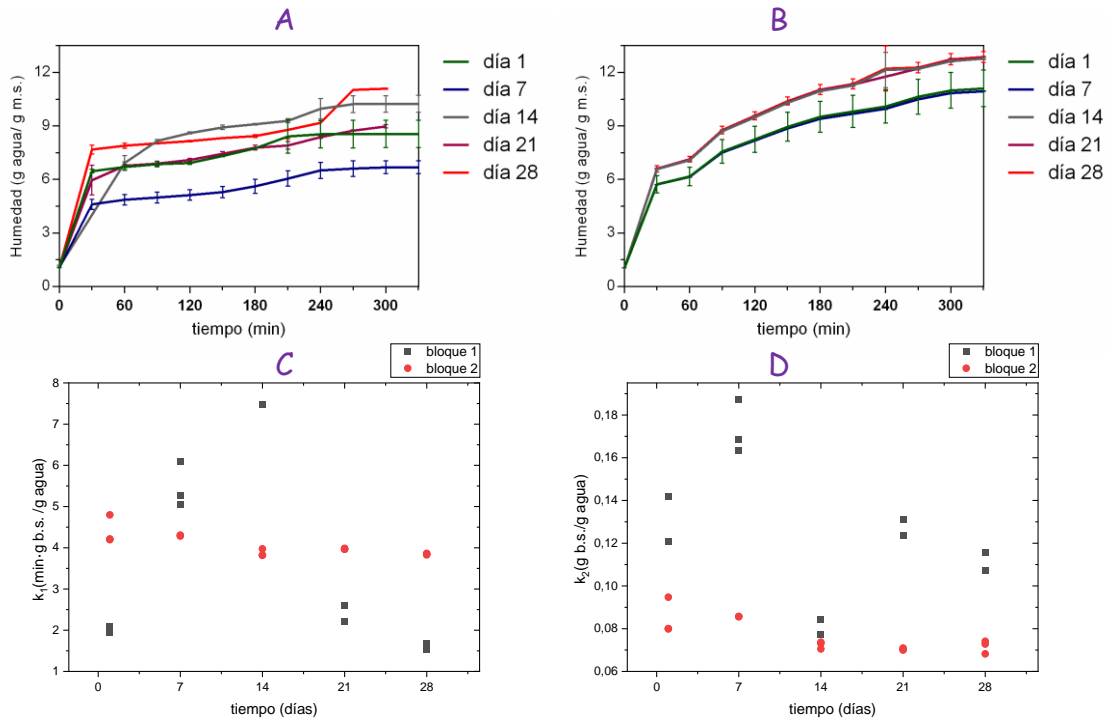 A
Humedad (g agua/ g m.s.)
12
9
6
3
0
0
60
120
180
240
300
tiempo (min)
día 1
día 7
día 14
día 21
día 28
B
Humedad (g agua/ g m.s.)
12
9
6
3
0
0
60
120
180
240
300
tiempo (min)
día 1
día 7
día 14
día 21
día 28
C
bloque 1
bloque 2
k1(min·g b.s./g agua)
8
7
6
5
4
3
2
1
0
7
14
21
28
tiempo (días)
D
bloque 1
bloque 2
k2(g b.s./g agua)
0,18
0,16
0,14
0,12
0,10
0,08
0,06
0
7
14
21
28
tiempo (días)